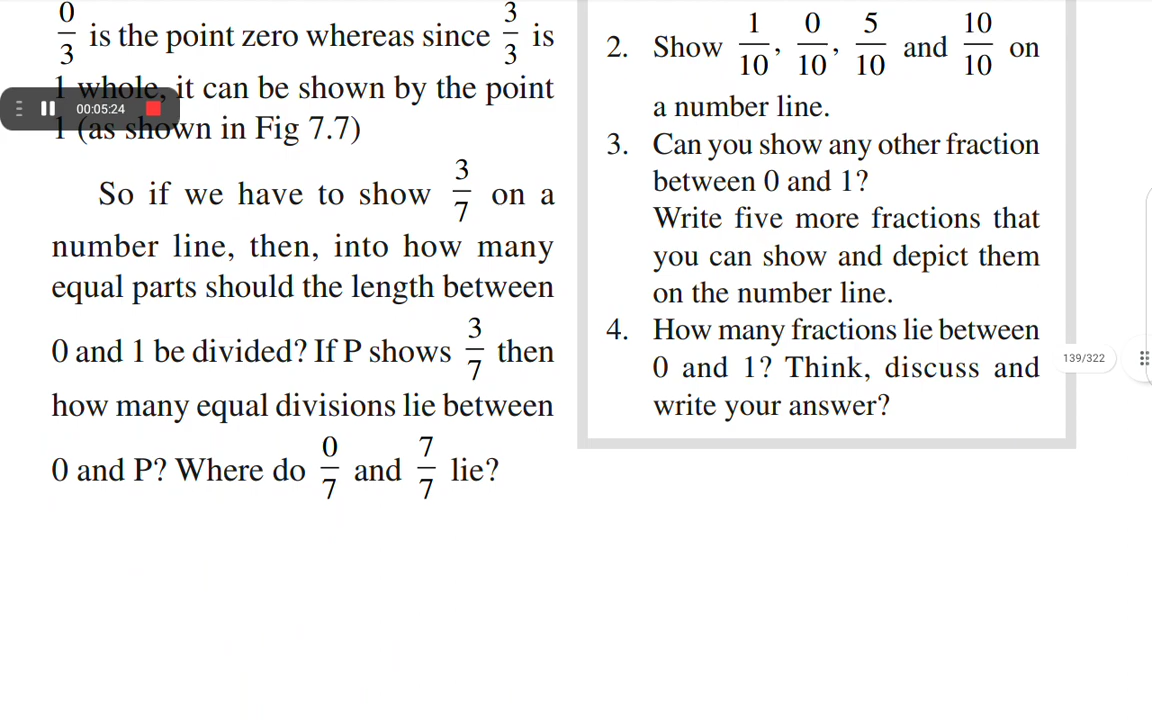 0/3 is the point zero whereas since 3/3 is
1 whole, it can be shown by the point
1 (as shown in Fig 7.7)
So if we have to show 3/7 on a
number line, then, into how many
equal parts should the length between
0 and 1 be divided? If P shows 3/7 then
how many equal divisions lie between
0 and P? Where do 0/7 and 7/7 lie?
00:05:24
2. Show 1/10, 0/10, 5/10 and 10/10 on
a number line.
3. Can you show any other fraction
between 0 and 1?
Write five more fractions that
you can show and depict them
on the number line.
4. How many fractions lie between
0 and 1? Think, discuss and
write your answer?
139/322